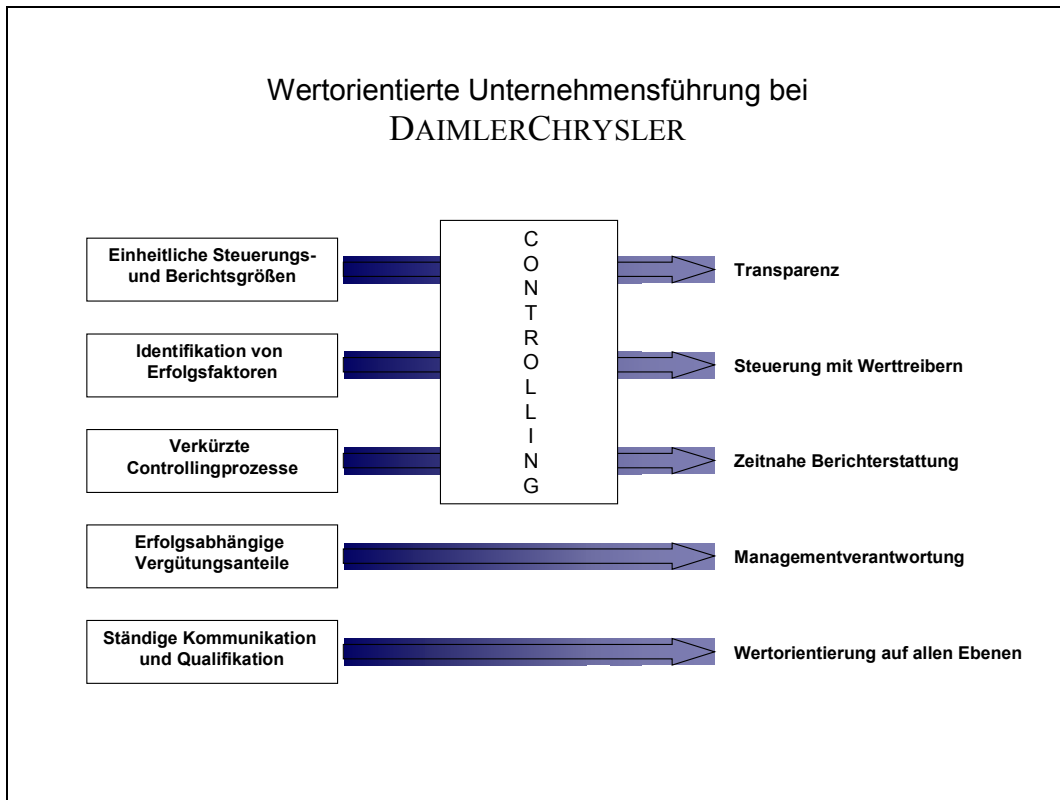 Wertorientierte Unternehmensführung bei
DAIMLERCHRYSLER
Einheitliche Steuerungs-
und Berichtsgrößen
CONTROLLING
Transparenz
Identifikation von
Erfolgsfaktoren
Steuerung mit Werttreibern
Verkürzte
Controllingprozesse
Zeitnahe Berichterstattung
Erfolgsabhängige
Vergütungsanteile
Managementverantwortung
Ständige Kommunikation
und Qualifikation
Wertorientierung auf allen Ebenen